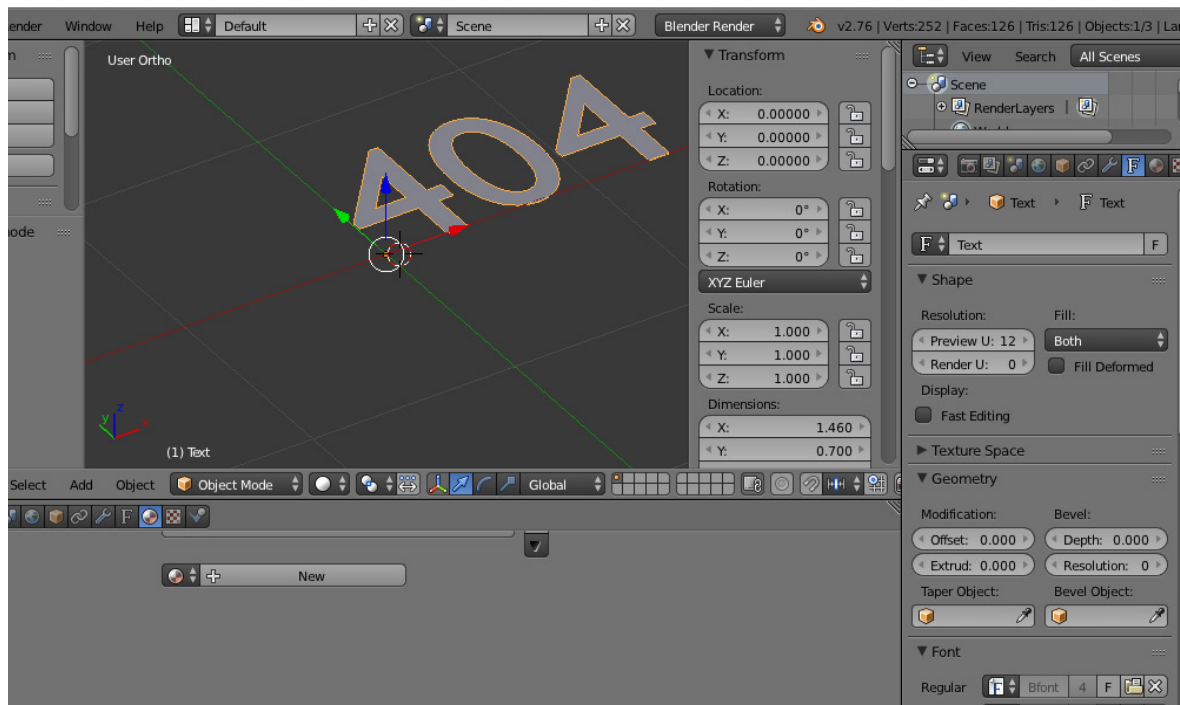 ender Window Help Default Scene Blender Render v2.76 | Verts:252 | Faces:126 | Tris:126 | Objects:1/3 | La
User Ortho
404
z
y
x
(1) Text
Transform
Location:
X: 0.00000
Y: 0.00000
Z: 0.00000
Rotation:
X: 0°
Y: 0°
Z: 0°
XYZ Euler
Scale:
X: 1.000
Y: 1.000
Z: 1.000
Dimensions:
X: 1.460
Y: 0.700
ode
Select Add Object Object Mode Global
F
New
View Search All Scenes
Scene
RenderLayers |
F
Text F Text
F Text F
Shape
Resolution: Fill:
Preview U: 12 Both
Render U: 0 Fill Deformed
Display:
Fast Editing
Texture Space
Geometry
Modification: Bevel:
Offset: 0.000 Depth: 0.000
Extrud: 0.000 Resolution: 0
Taper Object: Bevel Object:
Font
Regular F Bfont 4 F